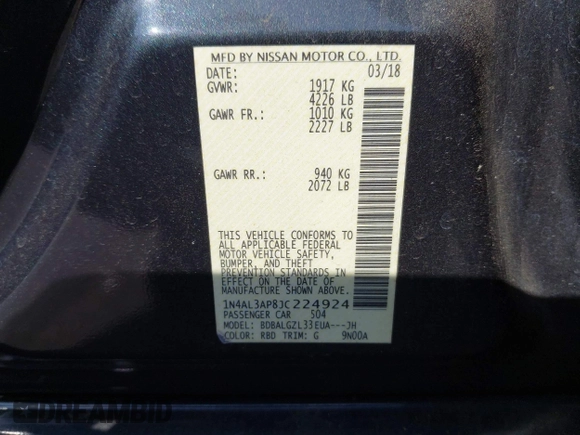 MFD BY NISSAN MOTOR CO., LTD.
DATE: 03/18
GVWR: 1917 KG
4226 LB
GAWR FR.: 1010 KG
2227 LB
GAWR RR.: 940 KG
2072 LB
THIS VEHICLE CONFORMS TO
ALL APPLICABLE FEDERAL
MOTOR VEHICLE SAFETY,
BUMPER, AND THEFT
PREVENTION STANDARDS IN
EFFECT ON THE DATE OF
MANUFACTURE SHOWN ABOVE.
1N4AL3AP8JC224924
PASSENGER CAR 504
MODEL: BDBALGZL33EUA---JH
COLOR: RBD TRIM: G 9N00A
DREAMBID